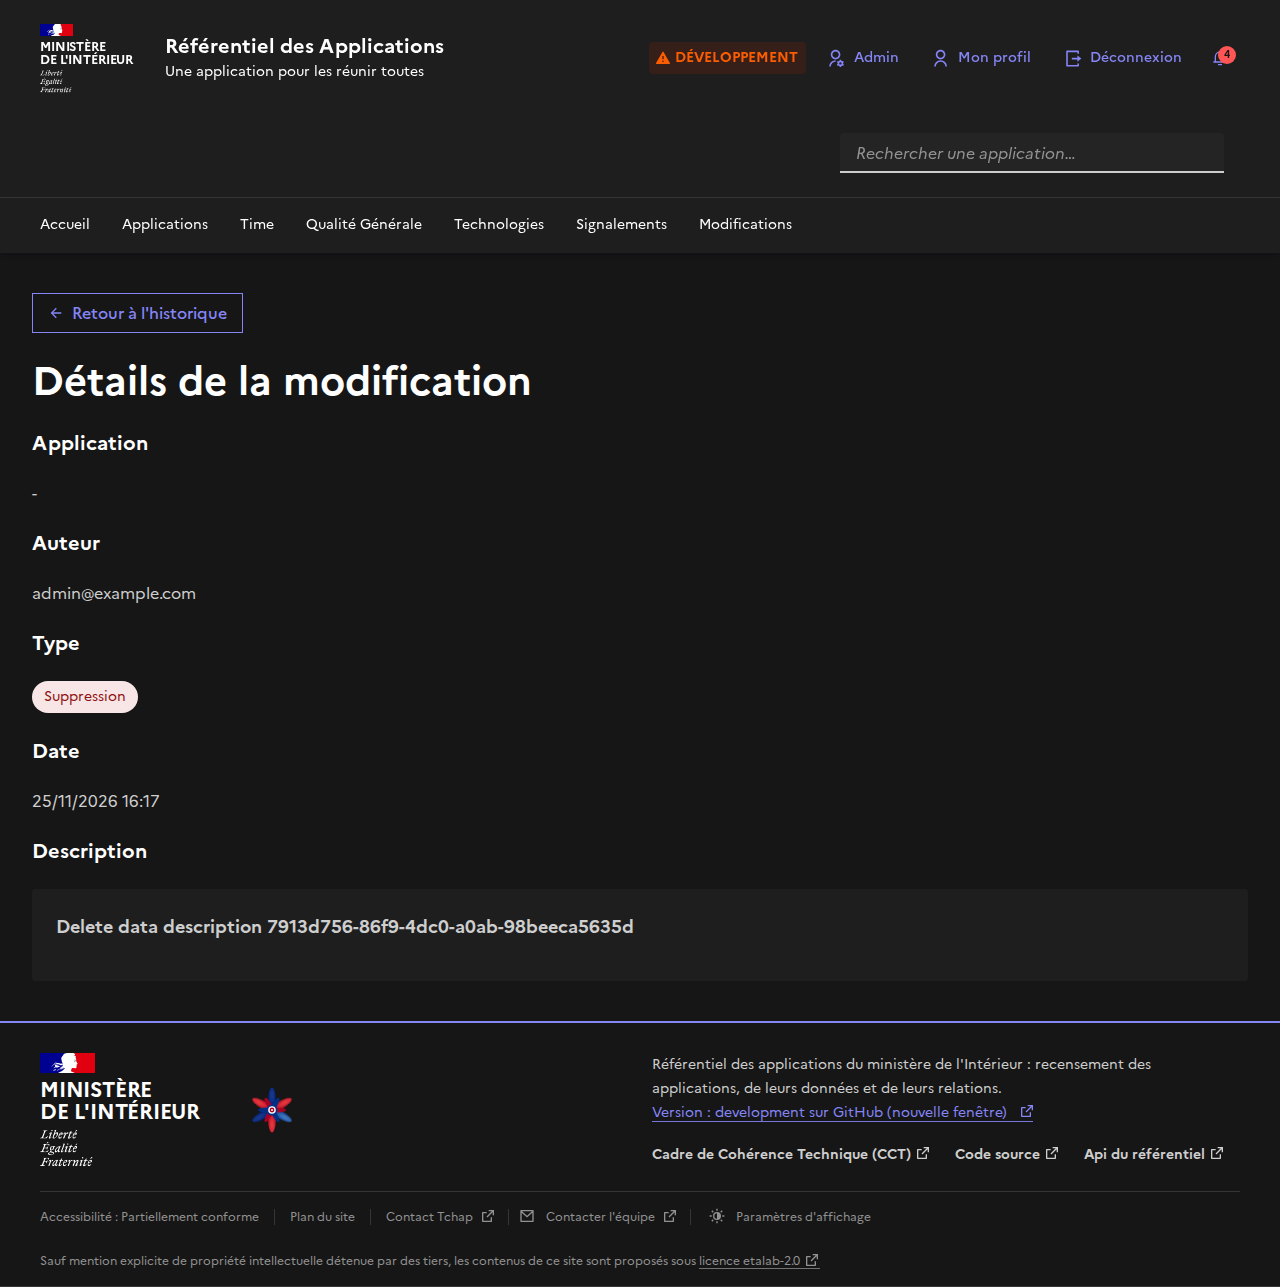 MINISTÈRE
DE L'INTÉRIEUR
Liberté
Égalité
Fraternité
Référentiel des Applications
Une application pour les réunir toutes
DÉVELOPPEMENT
Admin
Mon profil
Déconnexion
4
Rechercher une application...
Accueil
Applications
Time
Qualité Générale
Technologies
Signalements
Modifications
Retour à l'historique
Détails de la modification
Application
-
Auteur
admin@example.com
Type
Suppression
Date
25/11/2026 16:17
Description
Delete data description 7913d756-86f9-4dc0-a0ab-98beeca5635d
MINISTÈRE
DE L'INTÉRIEUR
Liberté
Égalité
Fraternité
Référentiel des applications du ministère de l'Intérieur : recensement des
applications, de leurs données et de leurs relations.
Version : development sur GitHub (nouvelle fenêtre)
Cadre de Cohérence Technique (CCT)
Code source
Api du référentiel
Accessibilité : Partiellement conforme
Plan du site
Contact Tchap
Contacter l'équipe
Paramètres d'affichage
Sauf mention explicite de propriété intellectuelle détenue par des tiers, les contenus de ce site sont proposés sous licence etalab-2.0